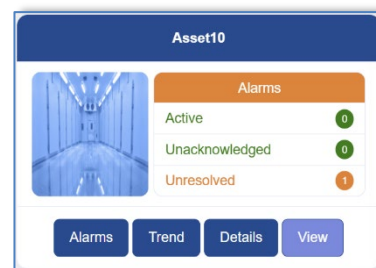 Asset10
Alarms
Active 0
Unacknowledged 0
Unresolved 1
Alarms Trend Details View